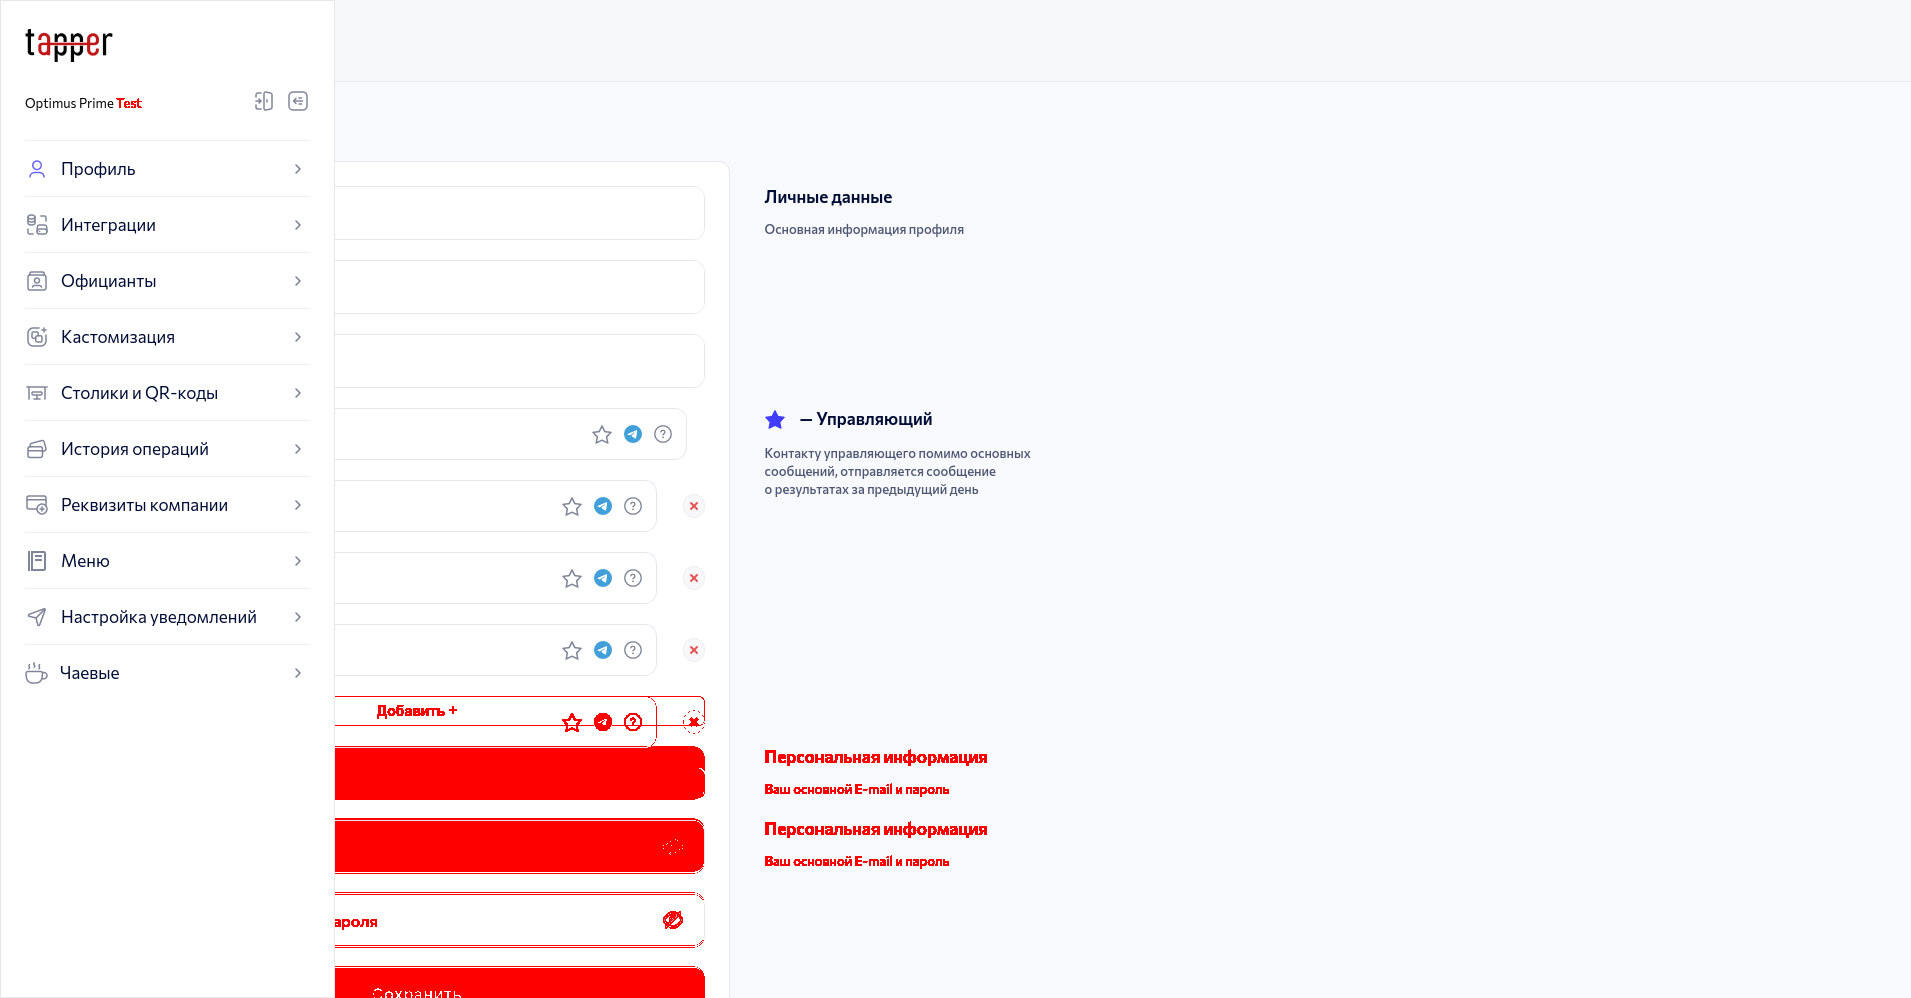 tapper
Optimus Prime Test
Профиль
Интеграции
Официанты
Кастомизация
Столики и QR-коды
История операций
Реквизиты компании
Меню
Настройка уведомлений
Чаевые
Добавить +
ароля
Сохранить
Личные данные
Основная информация профиля
— Управляющий
Контакту управляющего помимо основных
сообщений, отправляется сообщение
о результатах за предыдущий день
Персональная информация
Ваш основной E-mail и пароль
Персональная информация
Ваш основной E-mail и пароль